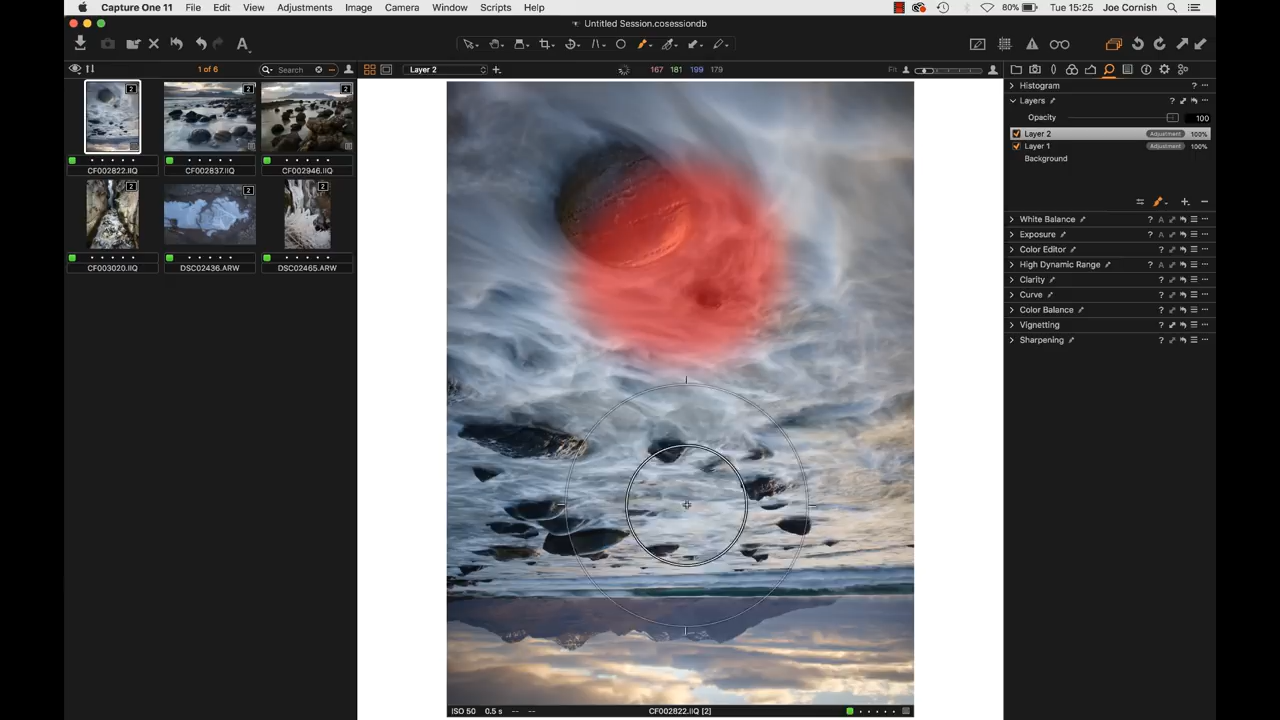 Capture One 11 File Edit View Adjustments Image Camera Window Scripts Help 80% Tue 15:25 Joe Cornish
Untitled Session.cosessiondb
A
1 of 6 Search Layer 2 167 181 199 179 Fit
2 2 2
CF002822.IIQ CF002837.IIQ CF002946.IIQ
2 2 2
CF003020.IIQ DSC02436.ARW DSC02465.ARW
ISO 50 0.5 s -- -- CF002822.IIQ [2]
Histogram ?
Layers ?
Opacity 100
Layer 2 Adjustment 100%
Layer 1 Adjustment 100%
Background
White Balance ? A
Exposure ? A
Color Editor ?
High Dynamic Range ? A
Clarity ?
Curve ?
Color Balance ?
Vignetting ?
Sharpening ?